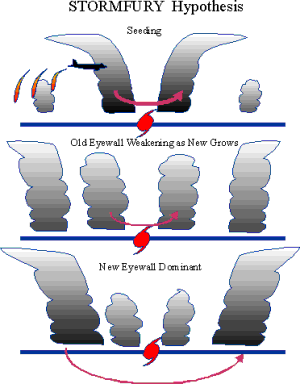 STORMFURY Hypothesis
Seeding
Old Eyewall Weakening as New Grows
New Eyewall Dominant